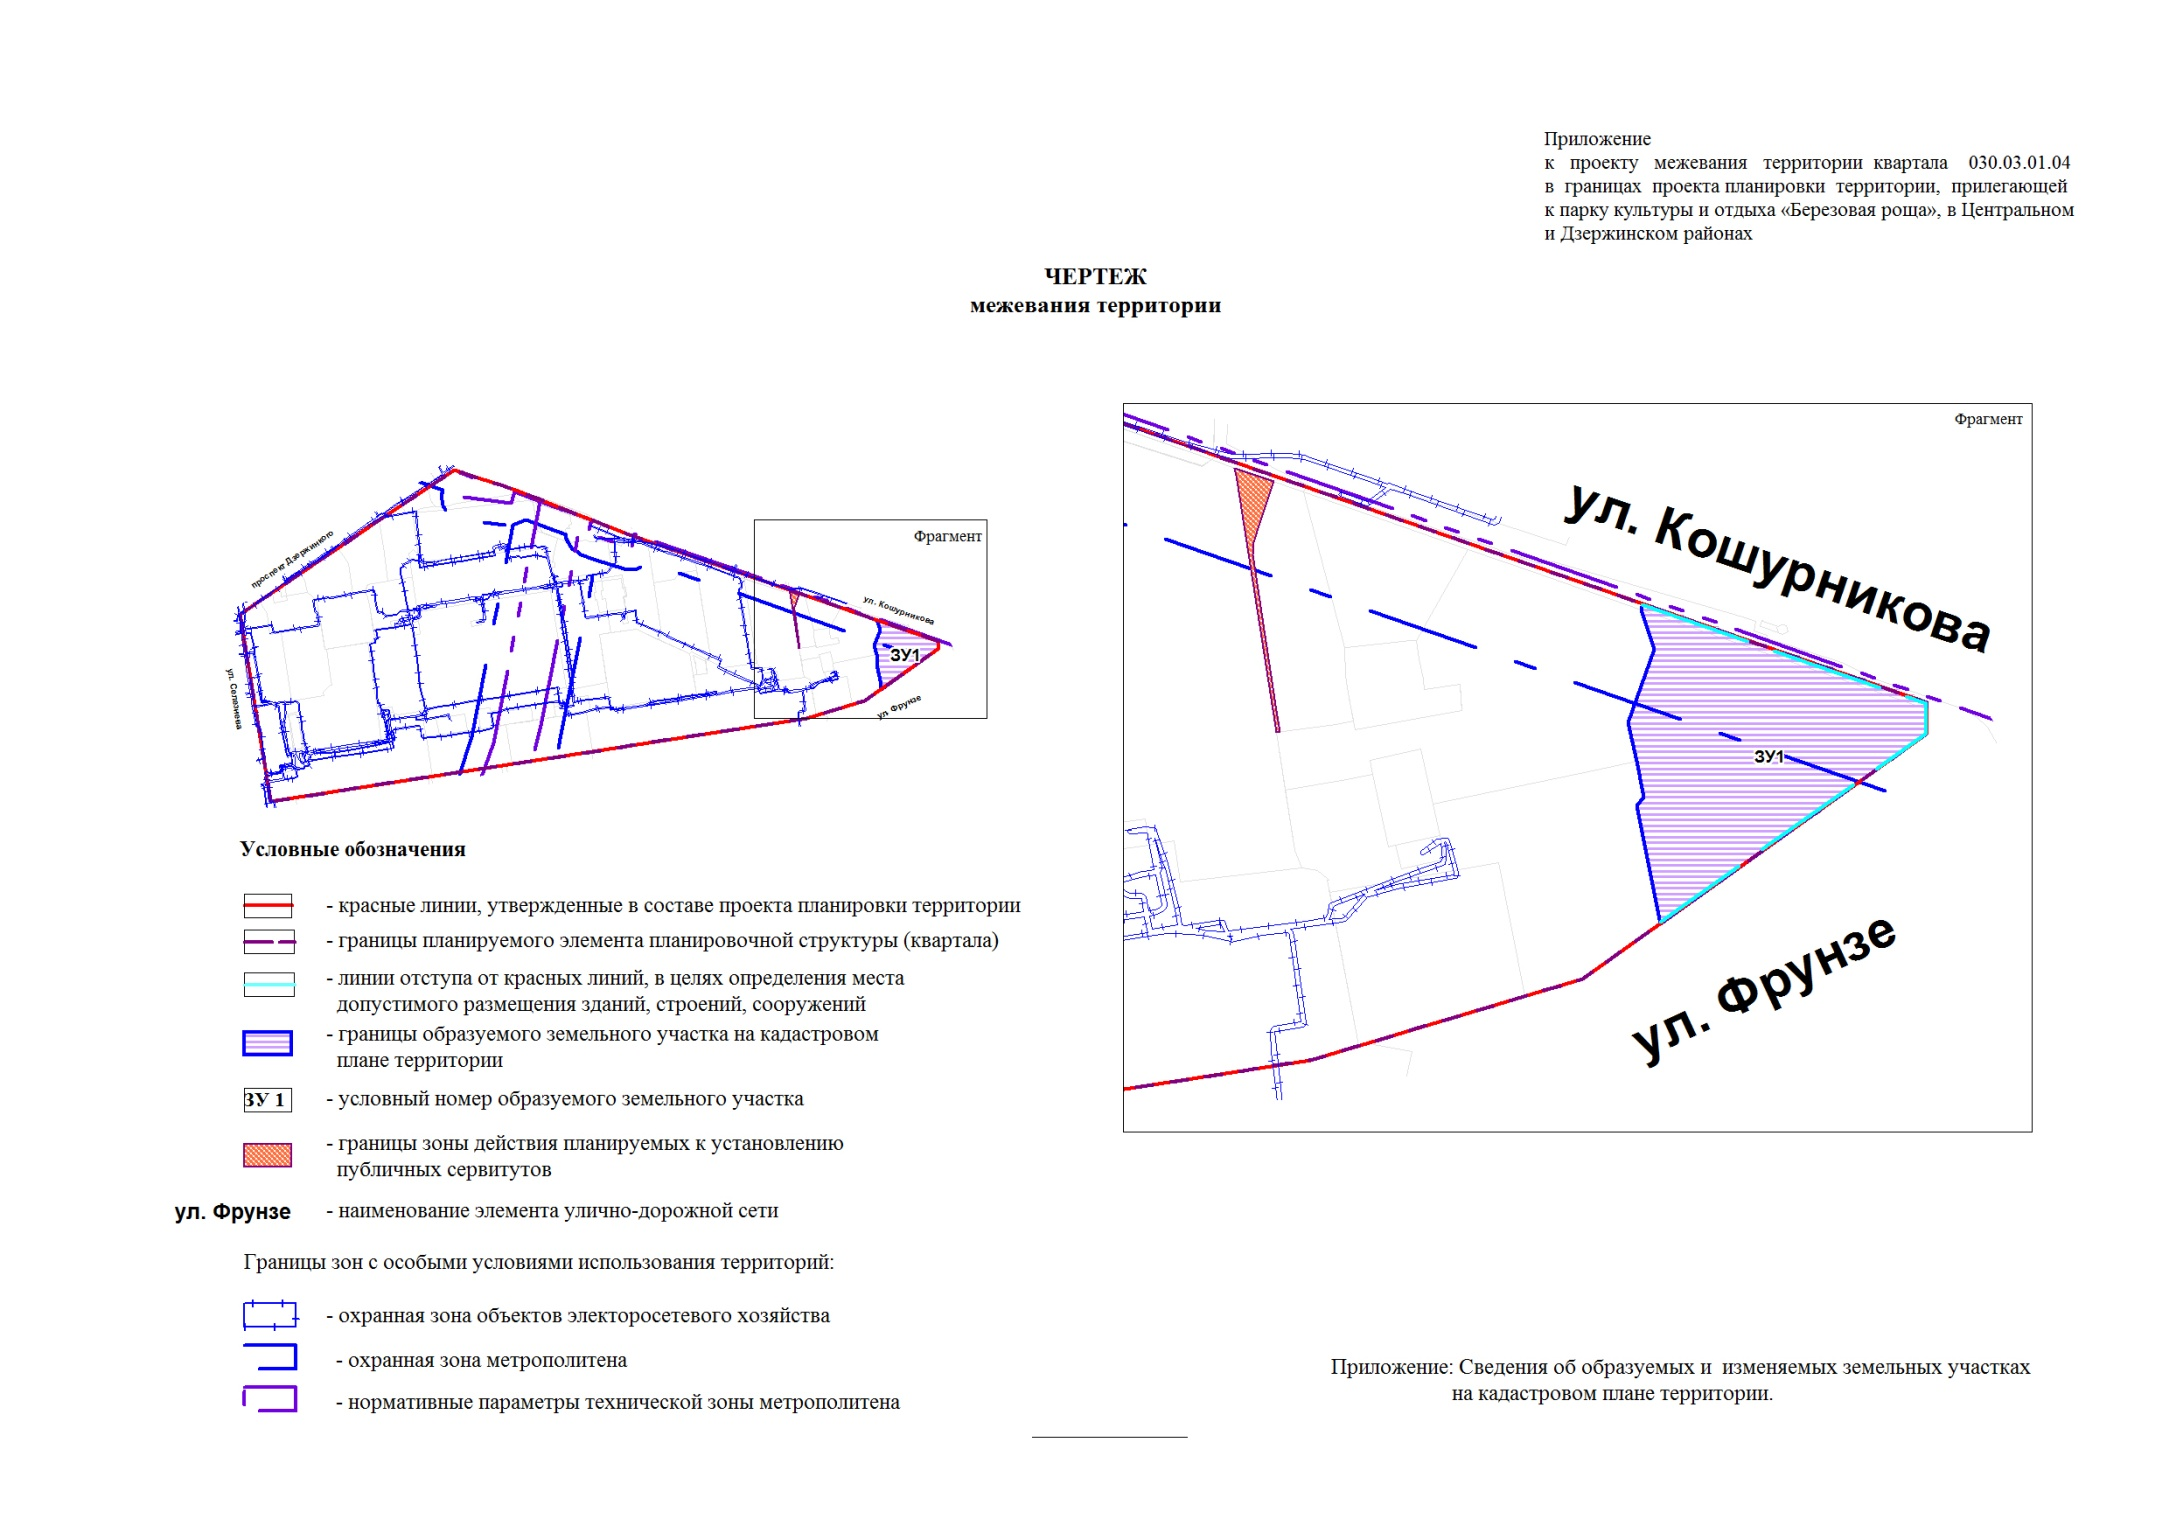 Приложение
к проекту межевания территории квартала 030.03.01.04
в границах проекта планировки территории, прилегающей
к парку культуры и отдыха «Березовая роща», в Центральном
и Дзержинском районах
ЧЕРТЕЖ
межевания территории
Фрагмент
проспект Дзержинкого
ул. Кошурникова
ЗУ1
ул. Селезнева
ул. Фрунзе
Фрагмент
ул. Кошурникова
ЗУ1
ул. Фрунзе
Условные обозначения
- красные линии, утвержденные в составе проекта планировки территории
- границы планируемого элемента планировочной структуры (квартала)
- линии отступа от красных линий, в целях определения места
допустимого размещения зданий, строений, сооружений
- границы образуемого земельного участка на кадастровом
плане территории
ЗУ 1 - условный номер образуемого земельного участка
- границы зоны действия планируемых к установлению
публичных сервитутов
ул. Фрунзе - наименование элемента улично-дорожной сети
Границы зон с особыми условиями использования территорий:
- охранная зона объектов электоросетевого хозяйства
- охранная зона метрополитена
- нормативные параметры технической зоны метрополитена
Приложение: Сведения об образуемых и изменяемых земельных участках
на кадастровом плане территории.